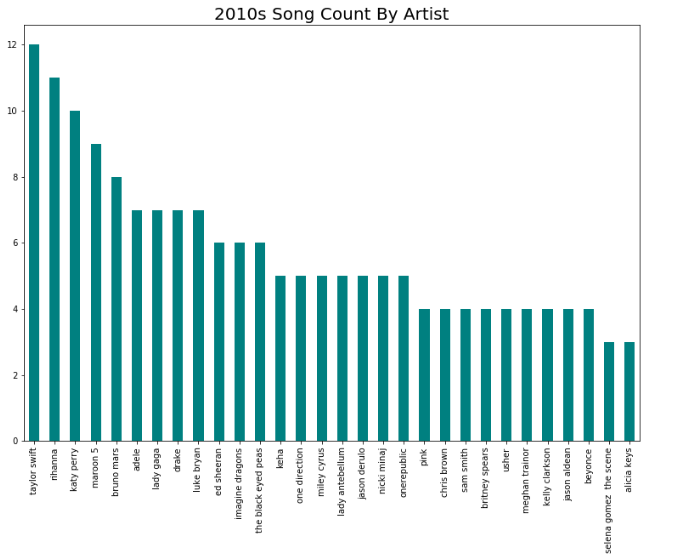 2010s Song Count By Artist
12
10
8
6
4
2
0
taylor swift
rihanna
katy perry
maroon 5
bruno mars
adele
lady gaga
drake
luke bryan
ed sheeran
imagine dragons
the black eyed peas
keha
one direction
miley cyrus
lady antebellum
jason derulo
nicki minaj
onerepublic
pink
chris brown
sam smith
britney spears
usher
meghan trainor
kelly clarkson
jason aldean
beyonce
selena gomez  the scene
alicia keys